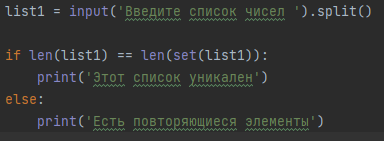 list1 = input('Введите список чисел ').split()
if len(list1) == len(set(list1)):
print('Этот список уникален')
else:
print('Есть повторяющиеся элементы')